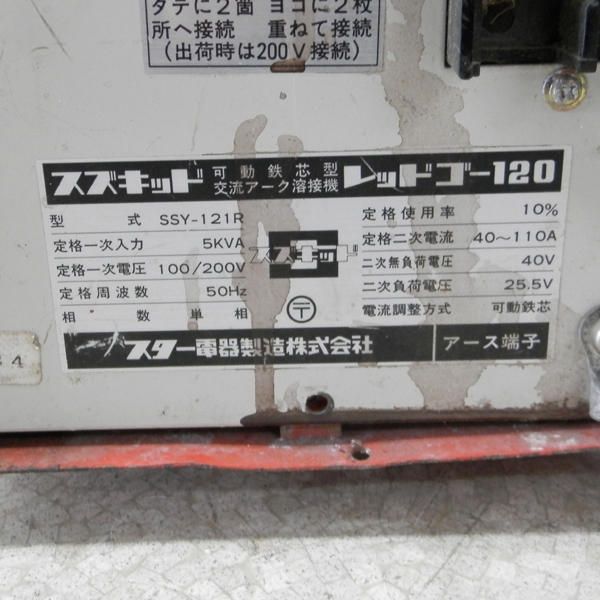 タテに2箇 ヨコに2枚
所へ接続 重ねて接続
(出荷時は200V接続)
スズキッド 可動鉄芯型交流アーク溶接機 レッドゴー120
型式 SSY-121R
定格一次入力 5KVA
定格一次電圧 100/200V
定格周波数 50Hz
相数 単相
スズキッド
〒
定格使用率 10%
定格二次電流 40～110A
二次無負荷電圧 40V
二次負荷電圧 25.5V
電流調整方式 可動鉄芯
スター電器製造株式会社
アース端子
4